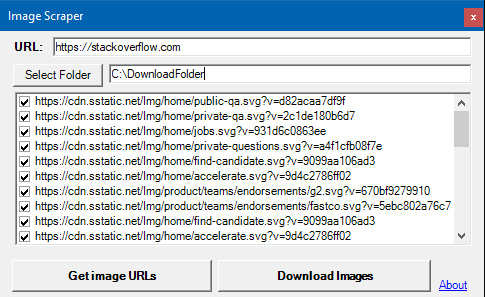 Image Scraper
x
URL: https://stackoverflow.com
Select Folder C:\DownloadFolder
https://cdn.sstatic.net/Img/home/public-qa.svg?v=d82acaa7df9f
https://cdn.sstatic.net/Img/home/private-qa.svg?v=2c1de180b6d7
https://cdn.sstatic.net/Img/home/jobs.svg?v=931d6c0863ee
https://cdn.sstatic.net/Img/home/private-questions.svg?v=a4f1cfb08f7e
https://cdn.sstatic.net/Img/home/find-candidate.svg?v=9099aa106ad3
https://cdn.sstatic.net/Img/home/accelerate.svg?v=9d4c2786ff02
https://cdn.sstatic.net/Img/product/teams/endorsements/g2.svg?v=670bf9279910
https://cdn.sstatic.net/Img/product/teams/endorsements/fastco.svg?v=5ebc802a76c7
https://cdn.sstatic.net/Img/home/find-candidate.svg?v=9099aa106ad3
https://cdn.sstatic.net/Img/home/accelerate.svg?v=9d4c2786ff02
Get image URLs Download Images About